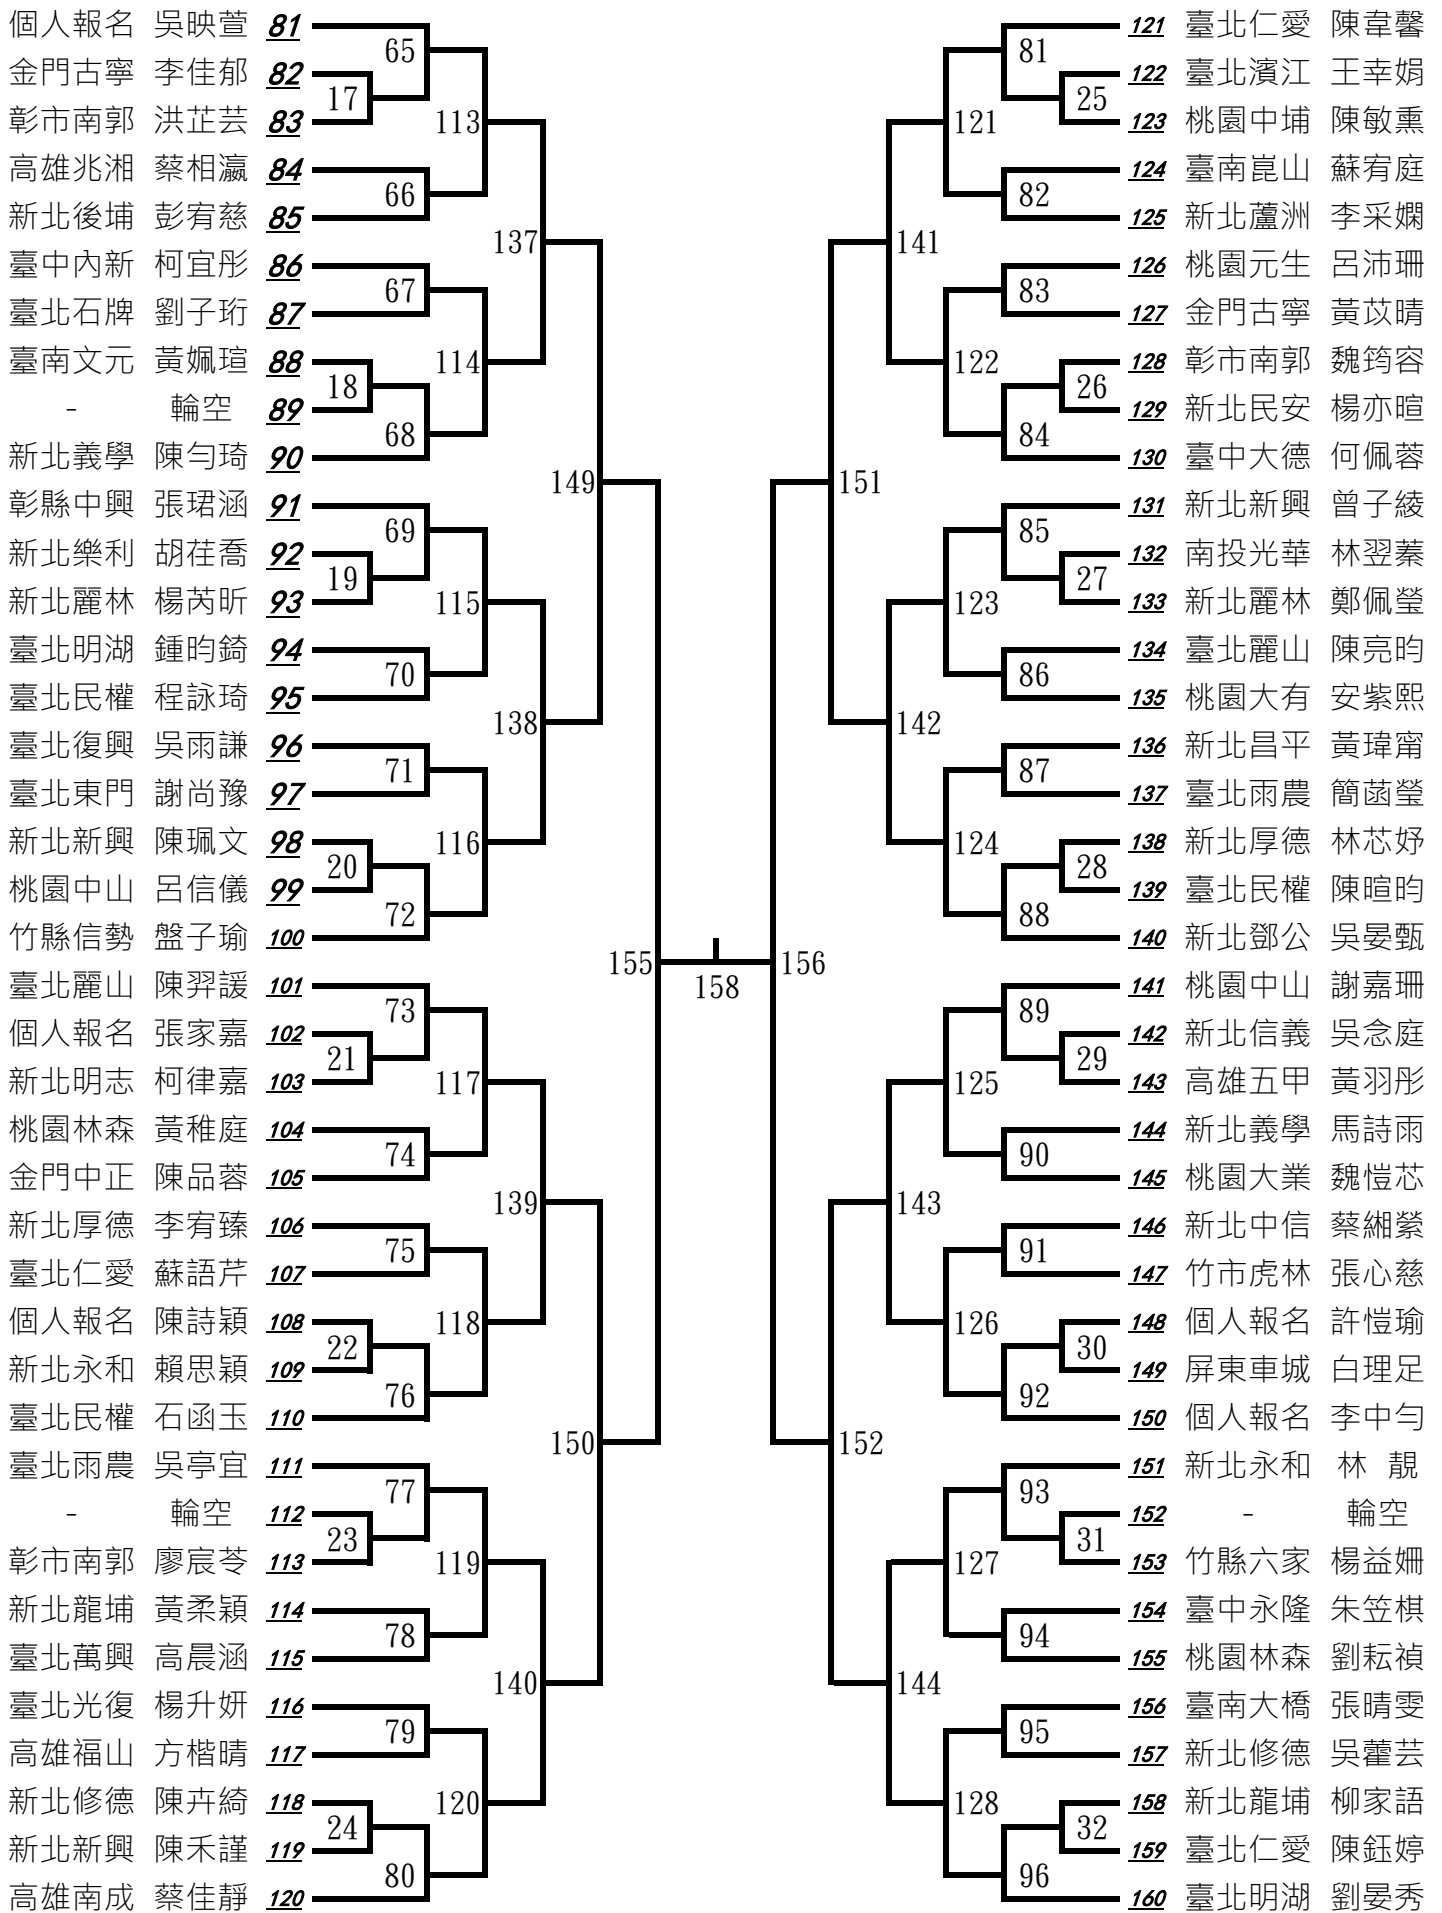 個人報名 吳映萱 81
金門古寧 李佳郁 82
彰市南郭 洪芷芸 83
高雄兆湘 蔡相瀛 84
新北後埔 彭宥慈 85
臺中內新 柯宜彤 86
臺北石牌 劉子珩 87
臺南文元 黃姵瑄 88
- 輪空 89
新北義學 陳勻琦 90
彰縣中興 張珺涵 91
新北樂利 胡荏喬 92
新北麗林 楊芮昕 93
臺北明湖 鍾昀錡 94
臺北民權 程詠琦 95
臺北復興 吳雨謙 96
臺北東門 謝尚豫 97
新北新興 陳珮文 98
桃園中山 呂信儀 99
竹縣信勢 盤子瑜 100
臺北麗山 陳羿諼 101
個人報名 張家嘉 102
新北明志 柯律嘉 103
桃園林森 黃稚庭 104
金門中正 陳品蓉 105
新北厚德 李宥臻 106
臺北仁愛 蘇語芹 107
個人報名 陳詩穎 108
新北永和 賴思穎 109
臺北民權 石函玉 110
臺北雨農 吳亭宜 111
- 輪空 112
彰市南郭 廖宸苓 113
新北龍埔 黃柔穎 114
臺北萬興 高晨涵 115
臺北光復 楊升妍 116
高雄福山 方楷晴 117
新北修德 陳卉綺 118
新北新興 陳禾謹 119
高雄南成 蔡佳靜 120
17
18
19
20
21
22
23
24
65
66
67
68
69
70
71
72
73
74
75
76
77
78
79
80
113
114
115
116
117
118
119
120
137
138
139
140
149
150
155
158
156
151
152
141
142
143
144
121
122
123
124
125
126
127
128
81
82
83
84
85
86
87
88
89
90
91
92
93
94
95
96
25
26
27
28
29
30
31
32
121 臺北仁愛 陳韋馨
122 臺北濱江 王幸娟
123 桃園中埔 陳敏熏
124 臺南崑山 蘇宥庭
125 新北蘆洲 李采嫻
126 桃園元生 呂沛珊
127 金門古寧 黃苡晴
128 彰市南郭 魏筠容
129 新北民安 楊亦暄
130 臺中大德 何佩蓉
131 新北新興 曾子綾
132 南投光華 林翌蓁
133 新北麗林 鄭佩瑩
134 臺北麗山 陳亮昀
135 桃園大有 安紫熙
136 新北昌平 黃瑋甯
137 臺北雨農 簡菡瑩
138 新北厚德 林芯妤
139 臺北民權 陳暄昀
140 新北鄧公 吳晏甄
141 桃園中山 謝嘉珊
142 新北信義 吳念庭
143 高雄五甲 黃羽彤
144 新北義學 馬詩雨
145 桃園大業 魏愷芯
146 新北中信 蔡緗縈
147 竹市虎林 張心慈
148 個人報名 許愷瑜
149 屏東車城 白理足
150 個人報名 李中勻
151 新北永和 林 靚
152 - 輪空
153 竹縣六家 楊益姍
154 臺中永隆 朱笠棋
155 桃園林森 劉耘禎
156 臺南大橋 張晴雯
157 新北修德 吳蘿芸
158 新北龍埔 柳家語
159 臺北仁愛 陳鈺婷
160 臺北明湖 劉晏秀